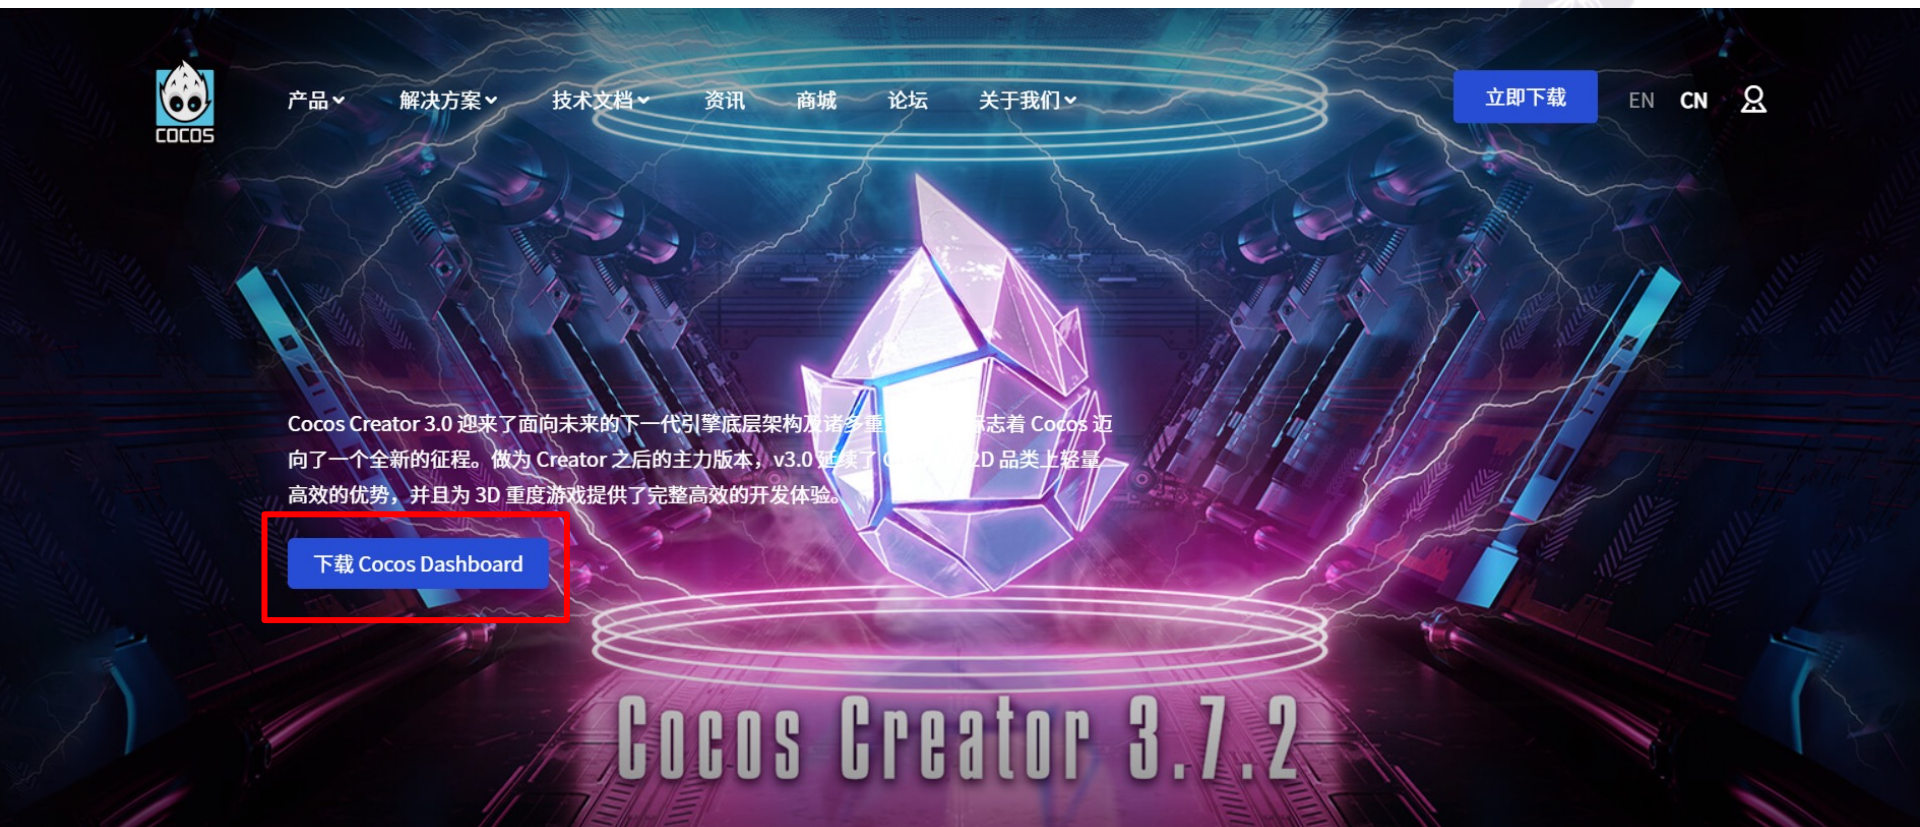 COCOS
产品 解决方案 技术文档 资讯 商城 论坛 关于我们 立即下载 EN CN
Cocos Creator 3.0 迎来了面向未来的下一代引擎底层架构及诸多重 志着 Cocos 迈
向了一个全新的征程。做为 Creator 之后的主力版本，v3.0 延续了 2D 品类上轻量
高效的优势，并且为 3D 重度游戏提供了完整高效的开发体验。
下载 Cocos Dashboard
Cocos Creator 3.7.2